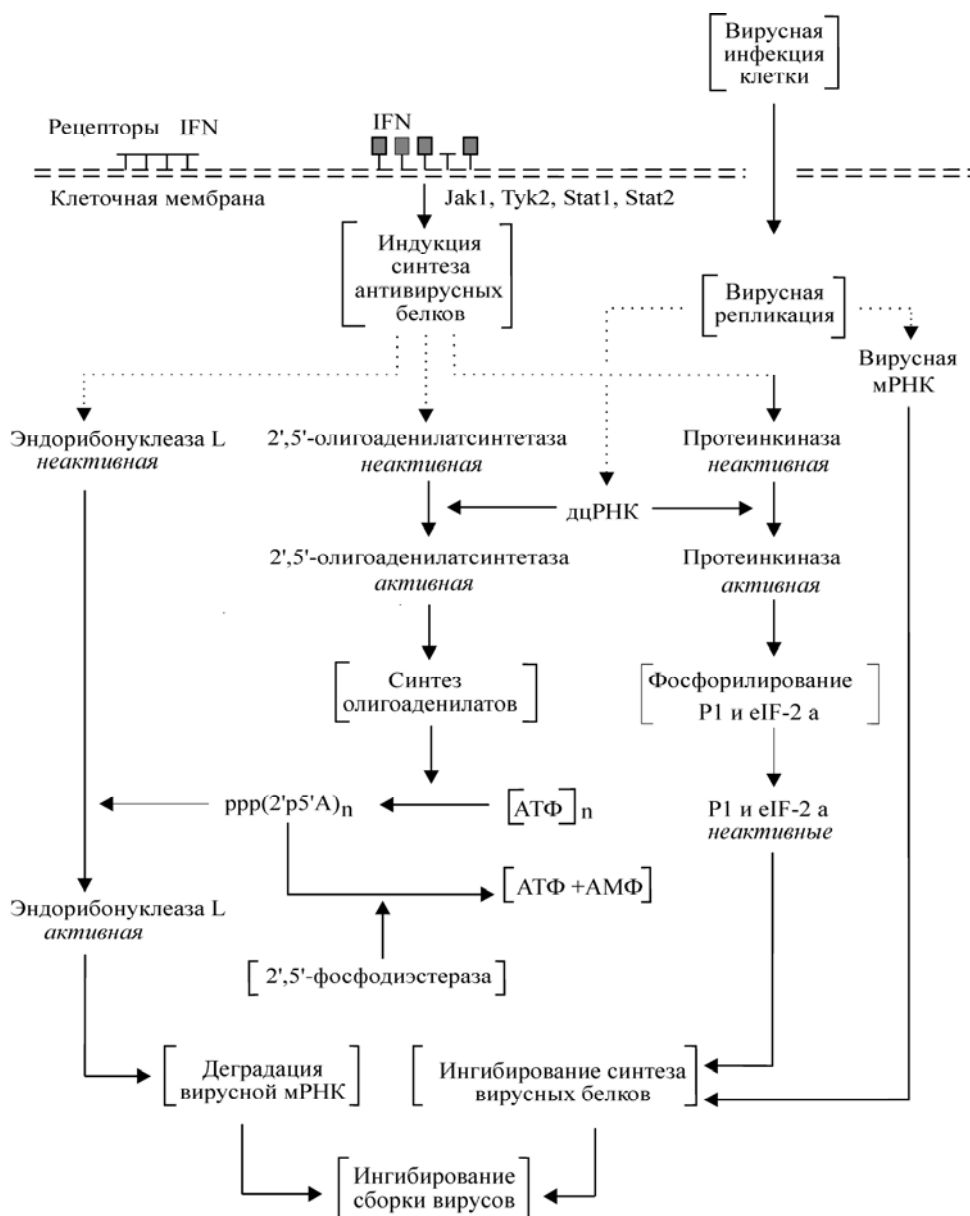 Вирусная
инфекция
клетки
Рецепторы IFN
IFN
Клеточная мембрана
Jak1, Tyk2, Stat1, Stat2
Индукция
синтеза
антивирусных
белков
Вирусная
репликация
Вирусная
мРНК
Эндорибонуклеаза L
неактивная
2',5'-олигоаденилатсинтетаза
неактивная
Протеинкиназа
неактивная
дцРНК
2',5'-олигоаденилатсинтетаза
активная
Протеинкиназа
активная
Синтез
олигоаденилатов
Фосфорилирование
P1 и eIF-2 a
ppp(2'p5'A)n
[АТФ]n
P1 и eIF-2 a
неактивные
[АТФ +АМФ]
Эндорибонуклеаза L
активная
[2',5'-фосфодиэстераза]
Деградация
вирусной мРНК
Ингибирование синтеза
вирусных белков
Ингибирование
сборки вирусов